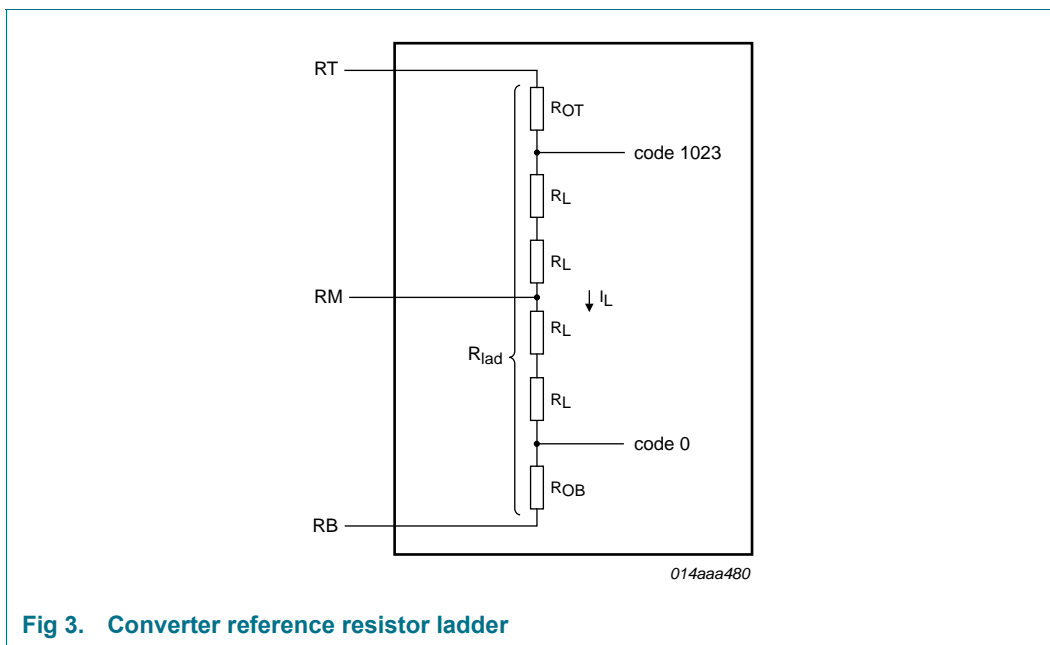 RT
ROT
code 1023
RL
RL
RM
IL
RL
Rlad
RL
code 0
ROB
RB
014aaa480
Fig 3. Converter reference resistor ladder